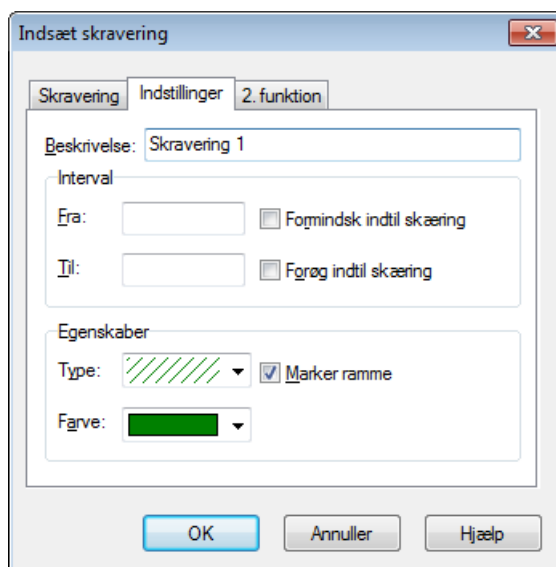 Indsæt skravering
Skravering Indstillinger 2. funktion
Beskrivelse: Skravering 1
Interval
Fra: Formindsk indtil skæring
Til: Forøg indtil skæring
Egenskaber
Type: Marker ramme
Farve:
OK Annuller Hjælp